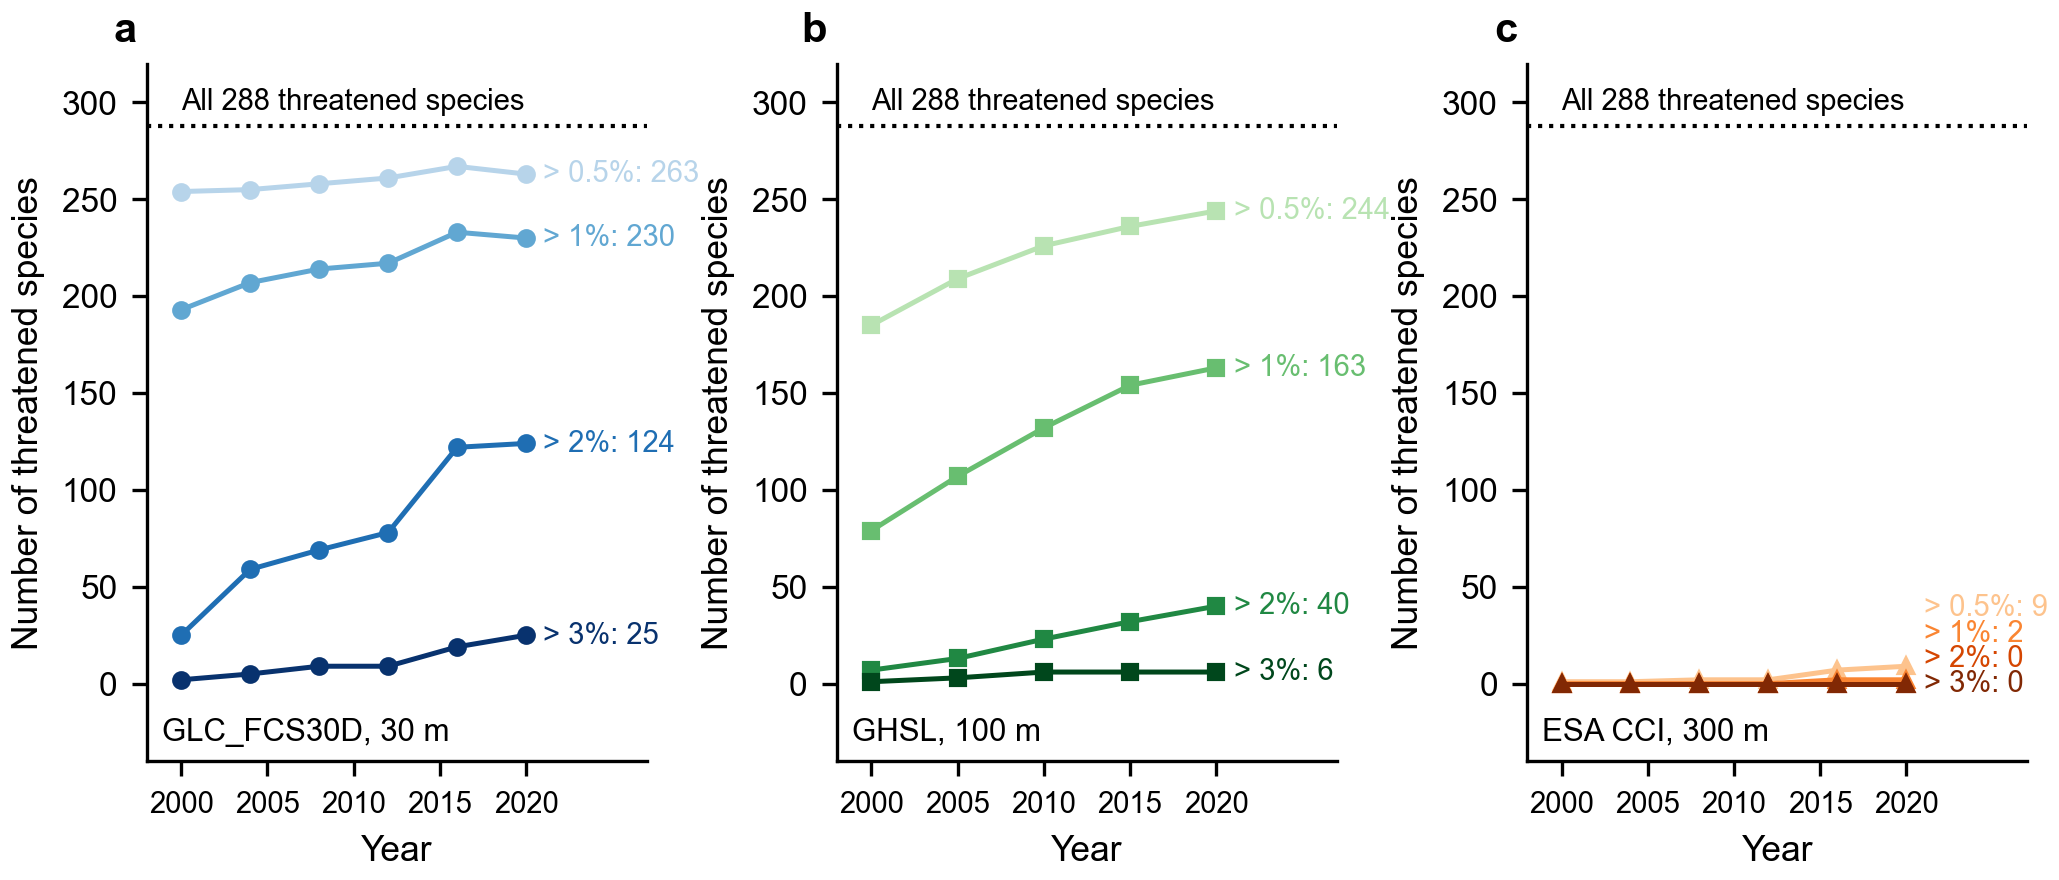 a
Number of threatened species
300
250
200
150
100
50
0
All 288 threatened species
> 0.5%: 263
> 1%: 230
> 2%: 124
> 3%: 25
GLC_FCS30D, 30 m
2000 2005 2010 2015 2020
Year
b
Number of threatened species
300
250
200
150
100
50
0
All 288 threatened species
> 0.5%: 244
> 1%: 163
> 2%: 40
> 3%: 6
GHSL, 100 m
2000 2005 2010 2015 2020
Year
c
Number of threatened species
300
250
200
150
100
50
0
All 288 threatened species
> 0.5%: 9
> 1%: 2
> 2%: 0
> 3%: 0
ESA CCI, 300 m
2000 2005 2010 2015 2020
Year